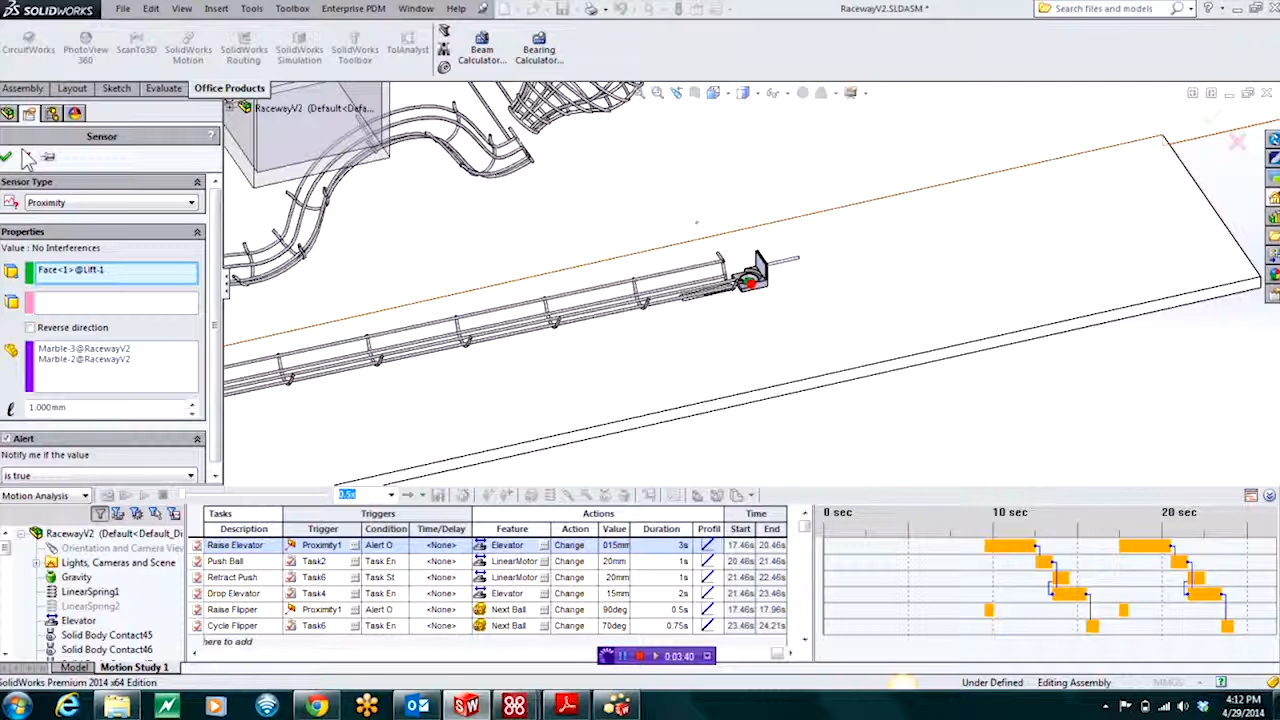 SOLIDWORKS File Edit View Insert Tools Toolbox Enterprise PDM Window Help RacewayV2.SLDASM * Search files and models
CircuitWorks PhotoView 360 ScanTo3D SolidWorks Motion SolidWorks Routing SolidWorks Simulation SolidWorks Toolbox TolAnalyst Beam Calculator... Bearing Calculator...
Assembly Layout Sketch Evaluate Office Products
RacewayV2 (Default<Defa...
Sensor ?
Sensor Type
Proximity
Properties
Value : No Interferences
Face<1>@Lift-1
Reverse direction
Marble-3@RacewayV2
Marble-2@RacewayV2
1.000mm
Alert
Notify me if the value
is true
Motion Analysis 0.5s
RacewayV2 (Default<Default_Di
Orientation and Camera View
Lights, Cameras and Scene
Gravity
LinearSpring1
LinearSpring2
Elevator
Solid Body Contact45
Solid Body Contact46
Tasks Triggers Actions Time
Description Trigger Condition Time/Delay Feature Action Value Duration Profil Start End
Raise Elevator Proximity1 Alert O <None> Elevator Change 015mm 3s 17.46s 20.46s
Push Ball Task2 Task En <None> LinearMotor Change 20mm 1s 20.46s 21.46s
Retract Push Task6 Task St <None> LinearMotor Change 20mm 1s 21.46s 22.46s
Drop Elevator Task4 Task En <None> Elevator Change 15mm 2s 21.46s 23.46s
Raise Flipper Proximity1 Alert O <None> Next Ball Change 90deg 0.5s 17.46s 17.96s
Cycle Flipper Task6 Task En <None> Next Ball Change 70deg 0.75s 23.46s 24.21s
here to add
0 sec 10 sec 20 sec
0:03:40
Model Motion Study 1
SolidWorks Premium 2014 x64 Edition Under Defined Editing Assembly MMGS
4:12 PM
4/29/2014